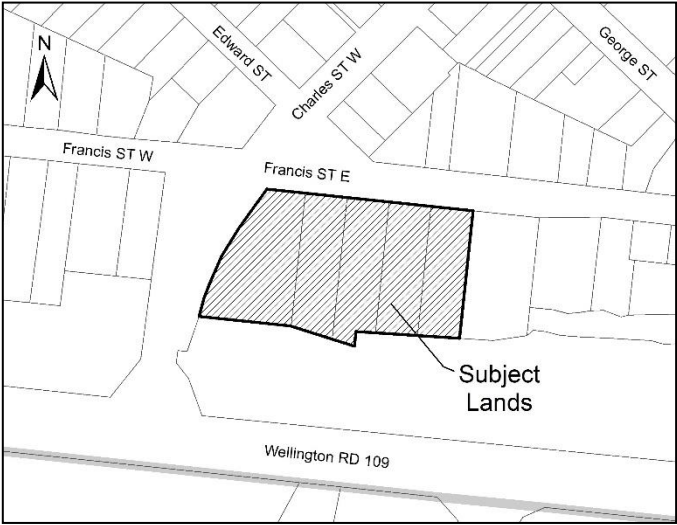 N
Edward ST
Charles ST W
George ST
Francis ST W
Francis ST E
Subject
Lands
Wellington RD 109